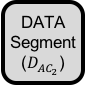 DATA
Segment
(D_{AC_2})